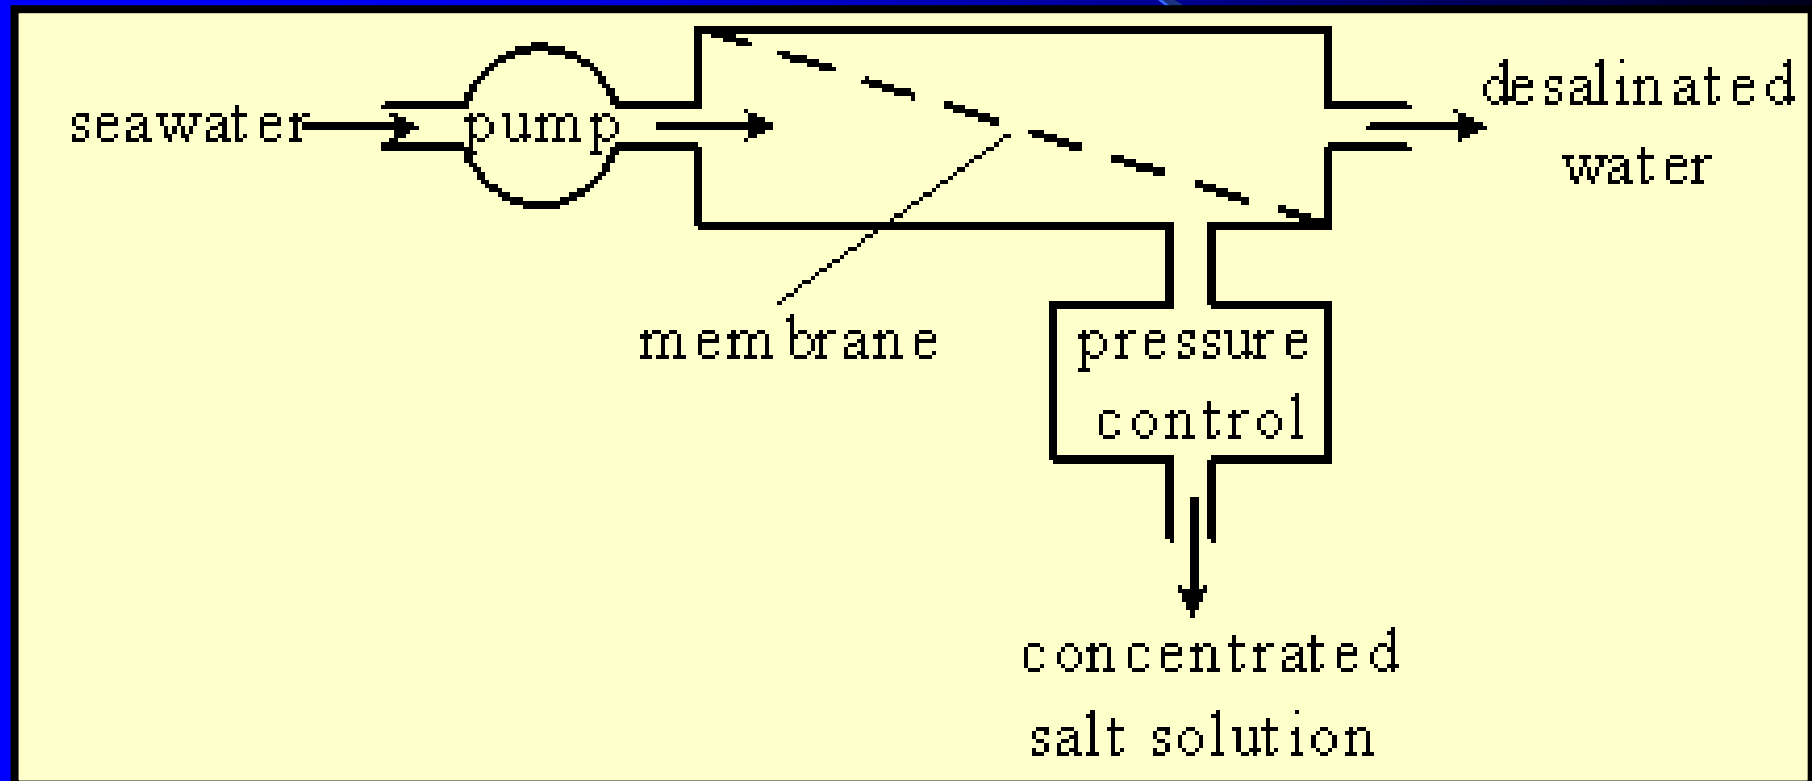 seawater
pump
desalinated
water
membrane
pressure
control
concentrated
salt solution